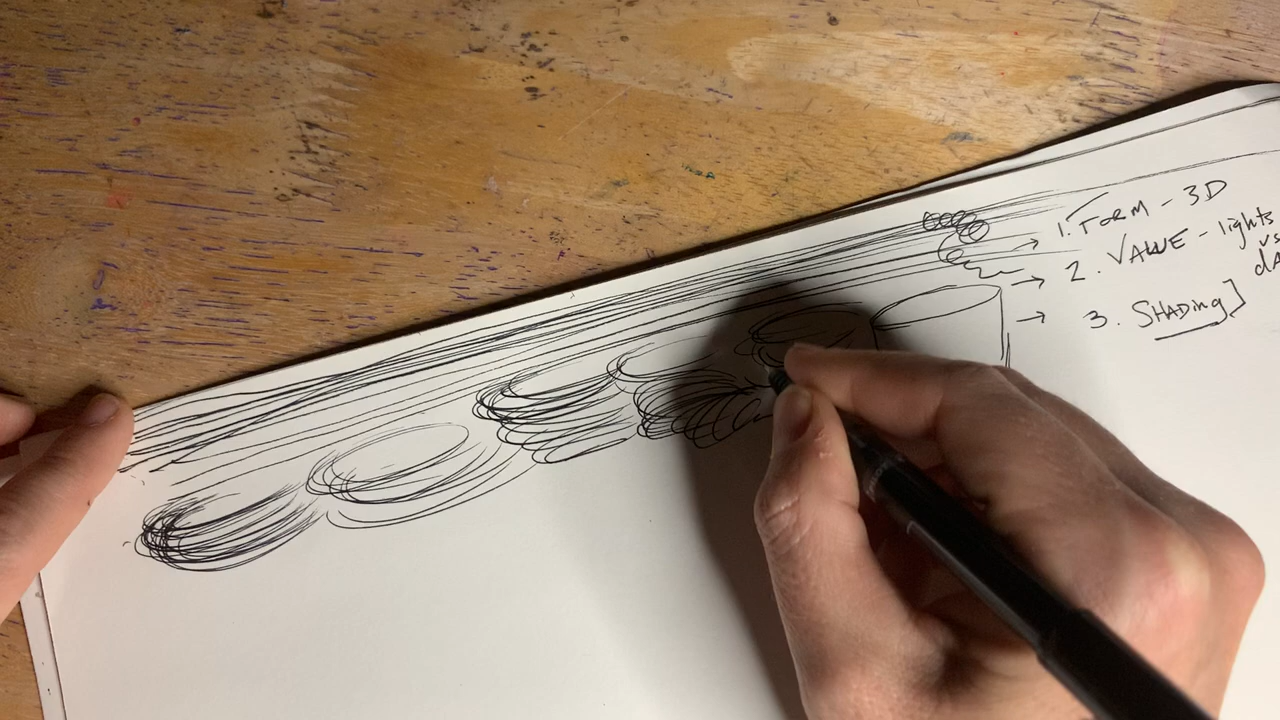 1. FORM - 3D
2. VALUE - lights
vs
3. SHADING]